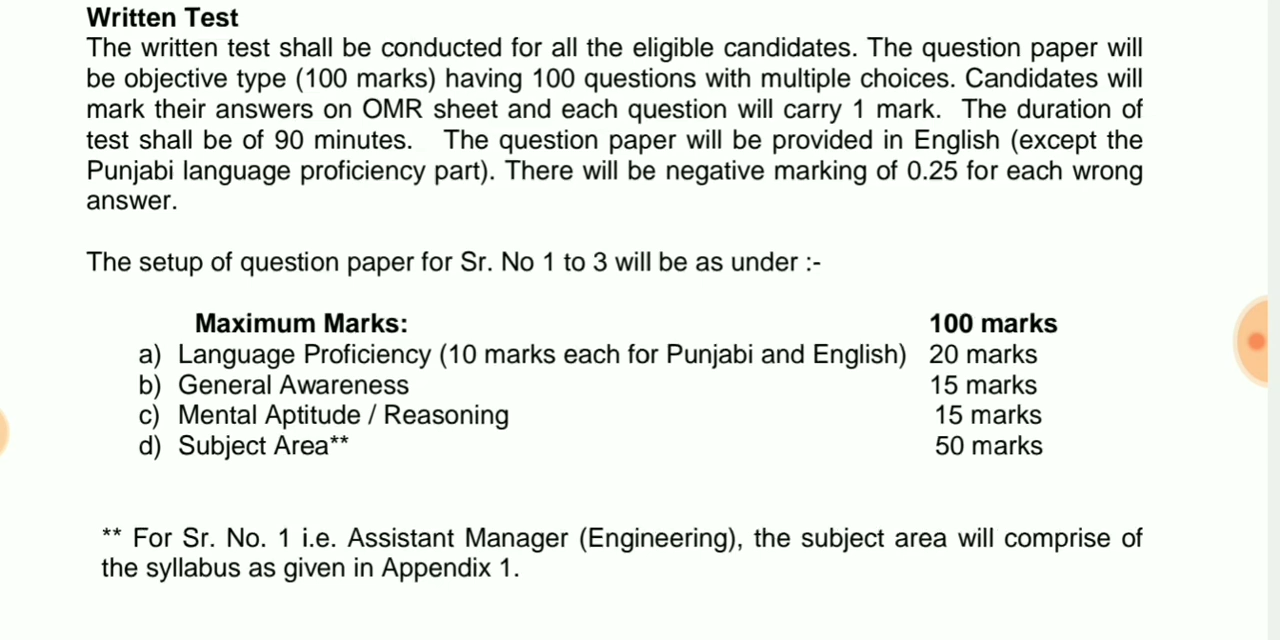 Written Test
The written test shall be conducted for all the eligible candidates. The question paper will
be objective type (100 marks) having 100 questions with multiple choices. Candidates will
mark their answers on OMR sheet and each question will carry 1 mark. The duration of
test shall be of 90 minutes. The question paper will be provided in English (except the
Punjabi language proficiency part). There will be negative marking of 0.25 for each wrong
answer.
The setup of question paper for Sr. No 1 to 3 will be as under :-
Maximum Marks: 100 marks
a) Language Proficiency (10 marks each for Punjabi and English) 20 marks
b) General Awareness 15 marks
c) Mental Aptitude / Reasoning 15 marks
d) Subject Area** 50 marks
** For Sr. No. 1 i.e. Assistant Manager (Engineering), the subject area will comprise of
the syllabus as given in Appendix 1.